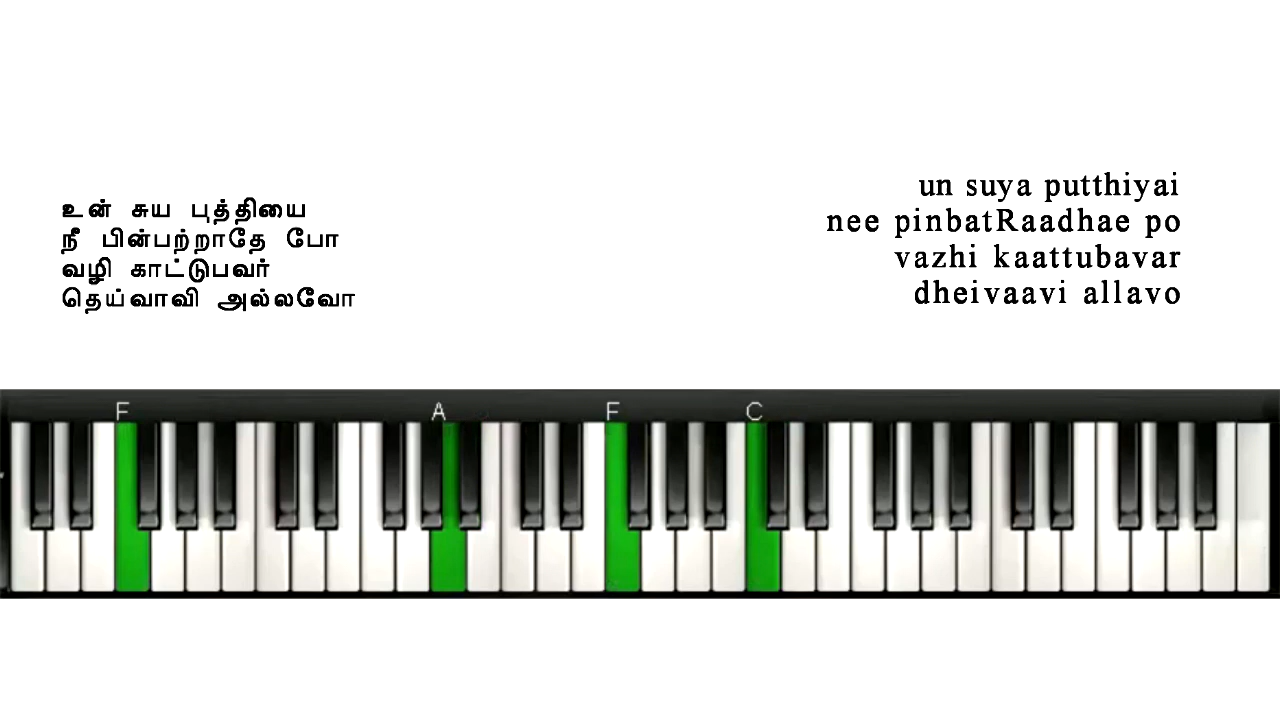 உன் சுய புத்தியை
நீ பின்பற்றாதே போ
வழி காட்டுபவர்
தெய்வாவி அல்லவோ
un suya putthiyai
nee pinbatRaadhae po
vazhi kaattubavar
dheivaavi allavo
F A F C